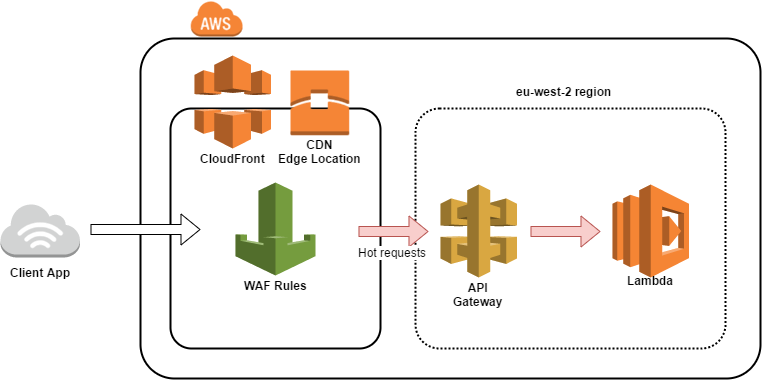 AWS
eu-west-2 region
CloudFront
CDN
Edge Location
Client App
WAF Rules
Hot requests
API
Gateway
Lambda